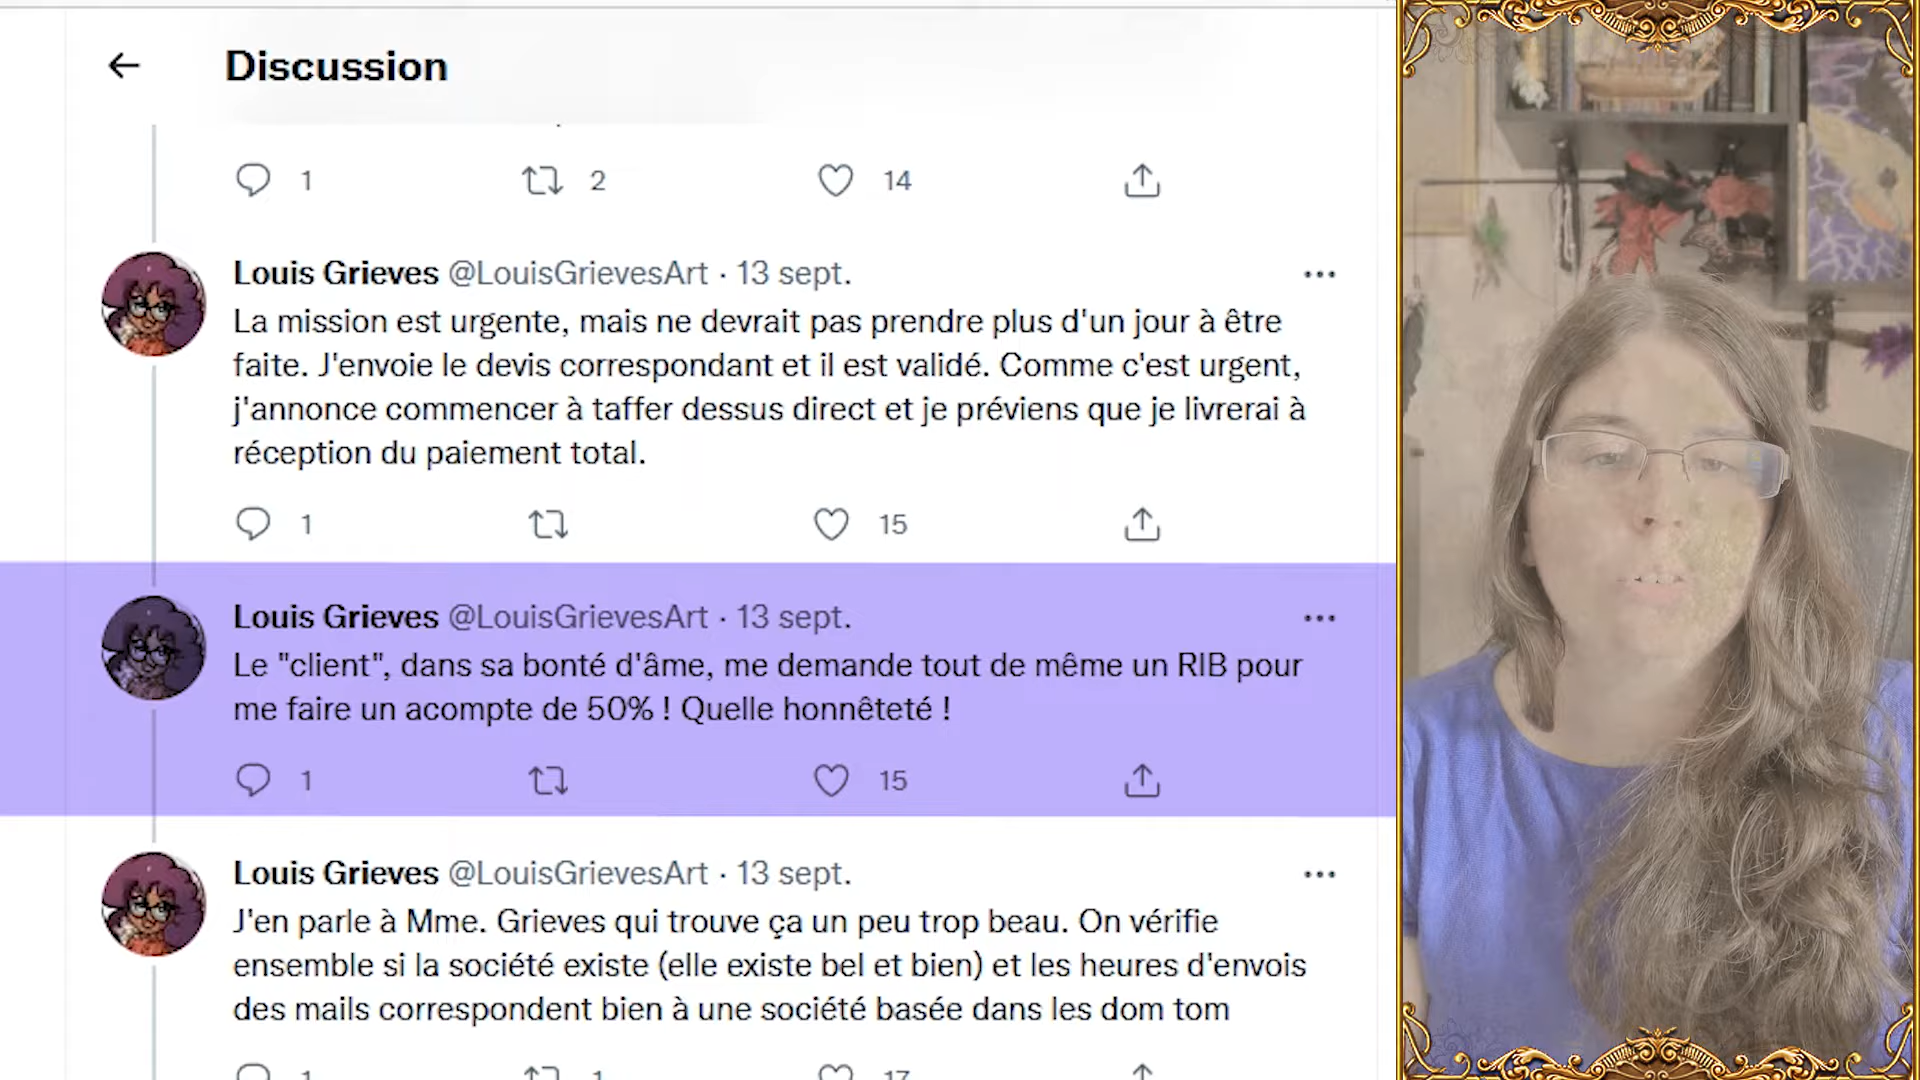 Discussion
1 2 14
Louis Grieves @LouisGrievesArt · 13 sept.
La mission est urgente, mais ne devrait pas prendre plus d'un jour à être
faite. J'envoie le devis correspondant et il est validé. Comme c'est urgent,
j'annonce commencer à taffer dessus direct et je préviens que je livrerai à
réception du paiement total.
1 15
Louis Grieves @LouisGrievesArt · 13 sept.
Le "client", dans sa bonté d'âme, me demande tout de même un RIB pour
me faire un acompte de 50% ! Quelle honnêteté !
1 15
Louis Grieves @LouisGrievesArt · 13 sept.
J'en parle à Mme. Grieves qui trouve ça un peu trop beau. On vérifie
ensemble si la société existe (elle existe bel et bien) et les heures d'envois
des mails correspondent bien à une société basée dans les dom tom
1 1 17